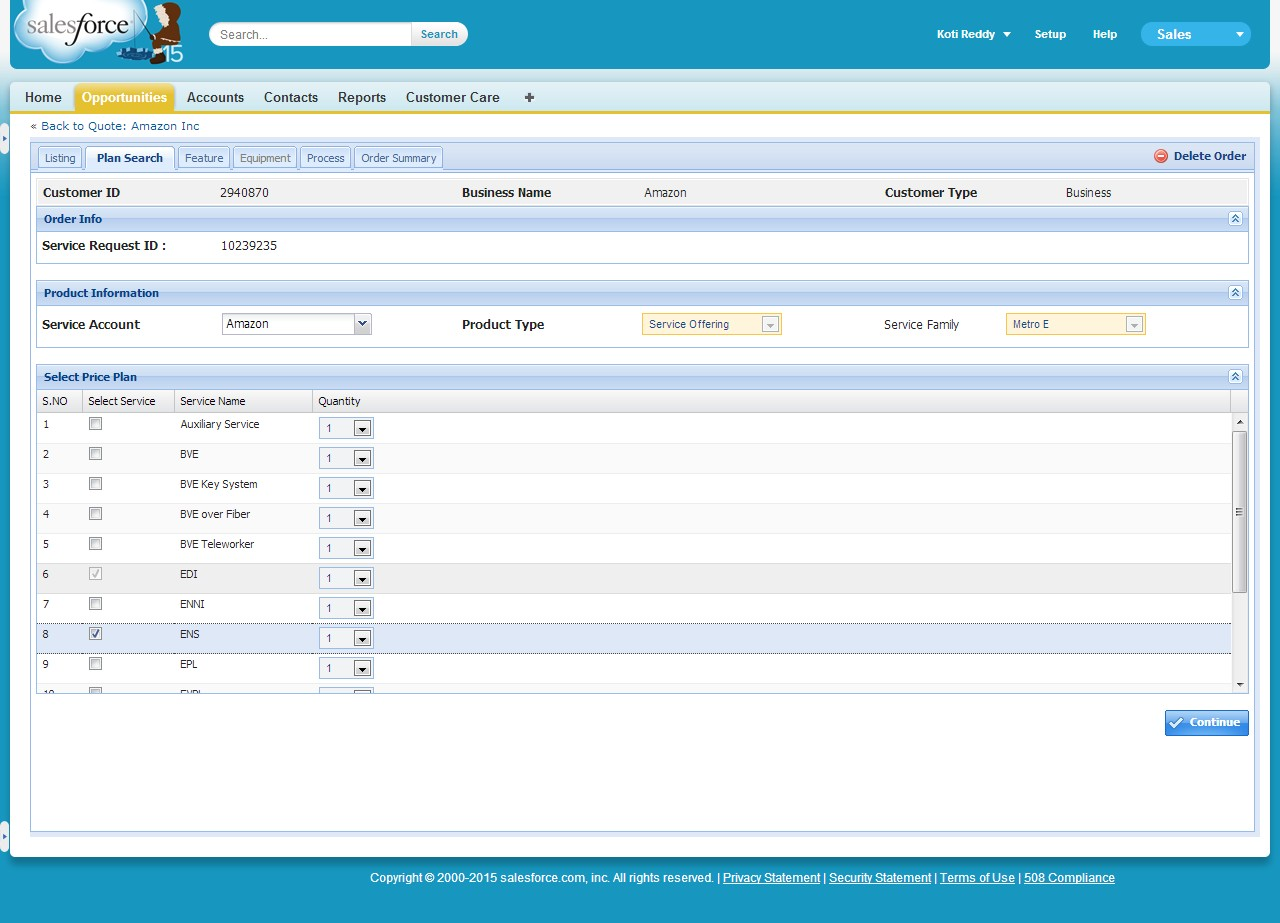 salesforce
15
Search... Search
Koti Reddy Setup Help Sales
Home Opportunities Accounts Contacts Reports Customer Care +
« Back to Quote: Amazon Inc
Listing Plan Search Feature Equipment Process Order Summary Delete Order
Customer ID 2940870 Business Name Amazon Customer Type Business
Order Info
Service Request ID : 10239235
Product Information
Service Account Amazon Product Type Service Offering Service Family Metro E
Select Price Plan
S.NO Select Service Service Name Quantity
1 Auxiliary Service 1
2 BVE 1
3 BVE Key System 1
4 BVE over Fiber 1
5 BVE Teleworker 1
6 EDI 1
7 ENNI 1
8 ENS 1
9 EPL 1
Continue
Copyright © 2000-2015 salesforce.com, inc. All rights reserved. | Privacy Statement | Security Statement | Terms of Use | 508 Compliance